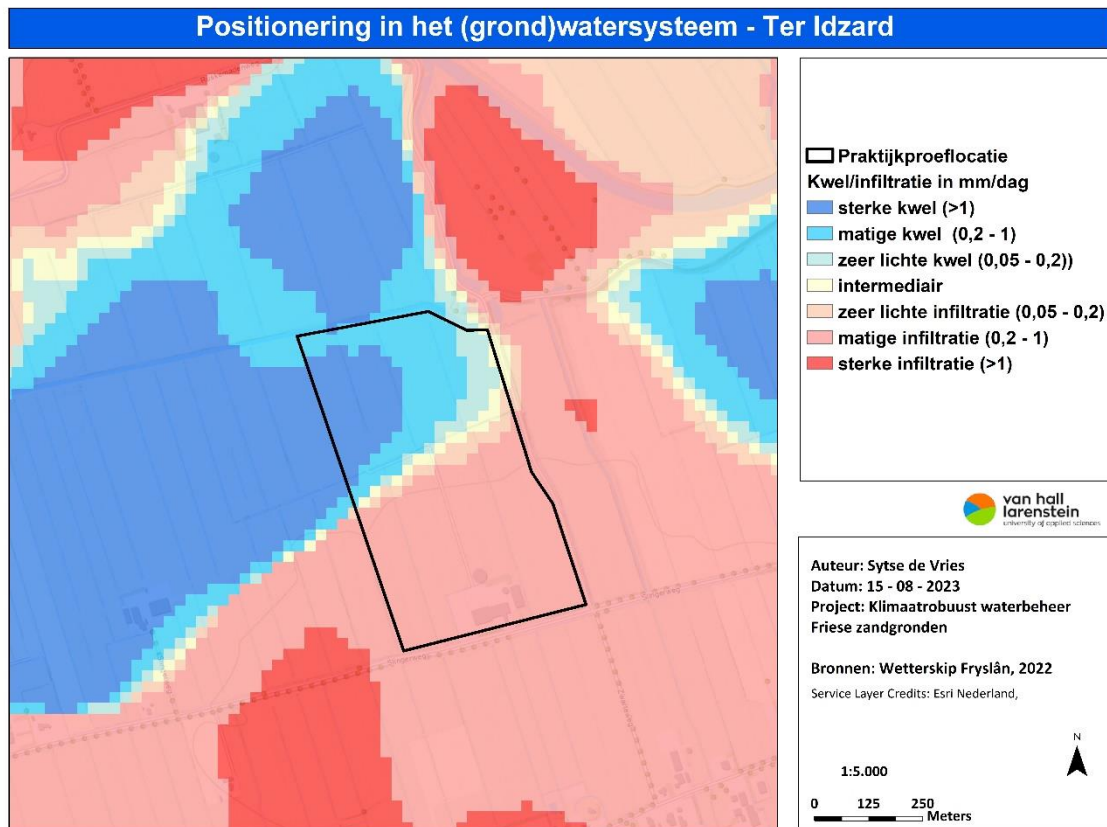 Positionering in het (grond)watersysteem - Ter Idzard
Praktijkproeflocatie
Kwel/infiltratie in mm/dag
sterke kwel (>1)
matige kwel (0,2 - 1)
zeer lichte kwel (0,05 - 0,2))
intermediair
zeer lichte infiltratie (0,05 - 0,2)
matige infiltratie (0,2 - 1)
sterke infiltratie (>1)
van hall
larenstein
university of applied sciences
Auteur: Sytse de Vries
Datum: 15 - 08 - 2023
Project: Klimaatrobuust waterbeheer
Friese zandgronden
Bronnen: Wetterskip Fryslân, 2022
Service Layer Credits: Esri Nederland,
N
1:5.000
0 125 250
Meters